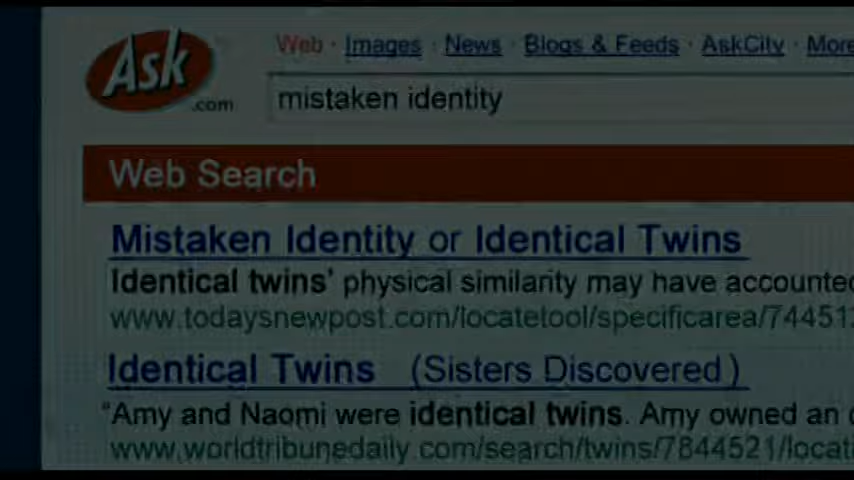 Ask.com
Web · Images · News · Blogs & Feeds · AskCity · More
mistaken identity
Web Search
Mistaken Identity or Identical Twins
Identical twins' physical similarity may have accounted
www.todaysnewpost.com/locatetool/specificarea/74451
Identical Twins (Sisters Discovered)
“Amy and Naomi were identical twins. Amy owned an
www.worldtribunedaily.com/search/twins/7844521/locati